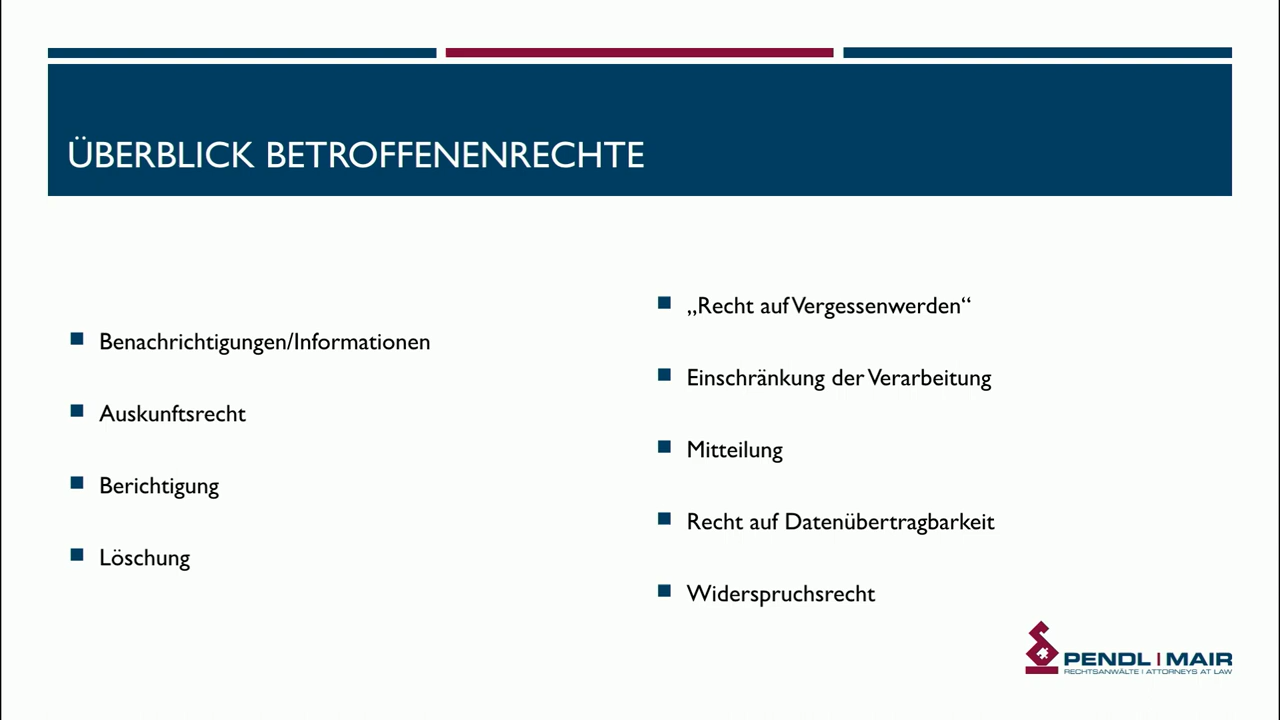 ÜBERBLICK BETROFFENENRECHTE
Benachrichtigungen/Informationen
Auskunftsrecht
Berichtigung
Löschung
„Recht auf Vergessenwerden“
Einschränkung der Verarbeitung
Mitteilung
Recht auf Datenübertragbarkeit
Widerspruchsrecht
PENDL | MAIR
RECHTSANWÄLTE | ATTORNEYS AT LAW